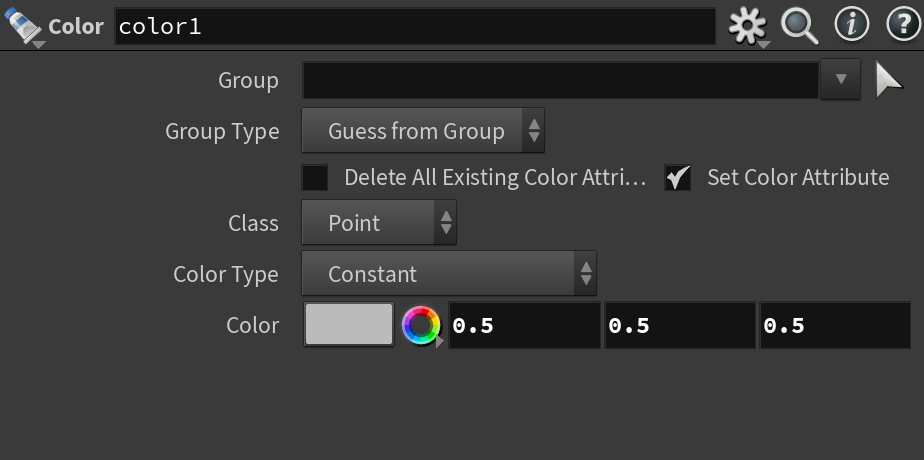 Color color1
Group
Group Type Guess from Group
Delete All Existing Color Attri... Set Color Attribute
Class Point
Color Type Constant
Color 0.5 0.5 0.5